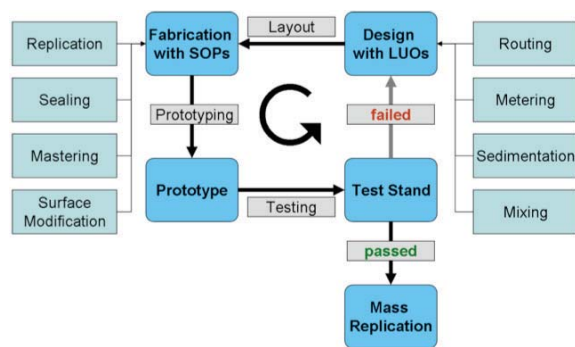 Replication
Sealing
Mastering
Surface
Modification
Fabrication
with SOPs
Layout
Design
with LUOs
Prototyping
failed
Prototype
Testing
Test Stand
passed
Mass
Replication
Routing
Metering
Sedimentation
Mixing